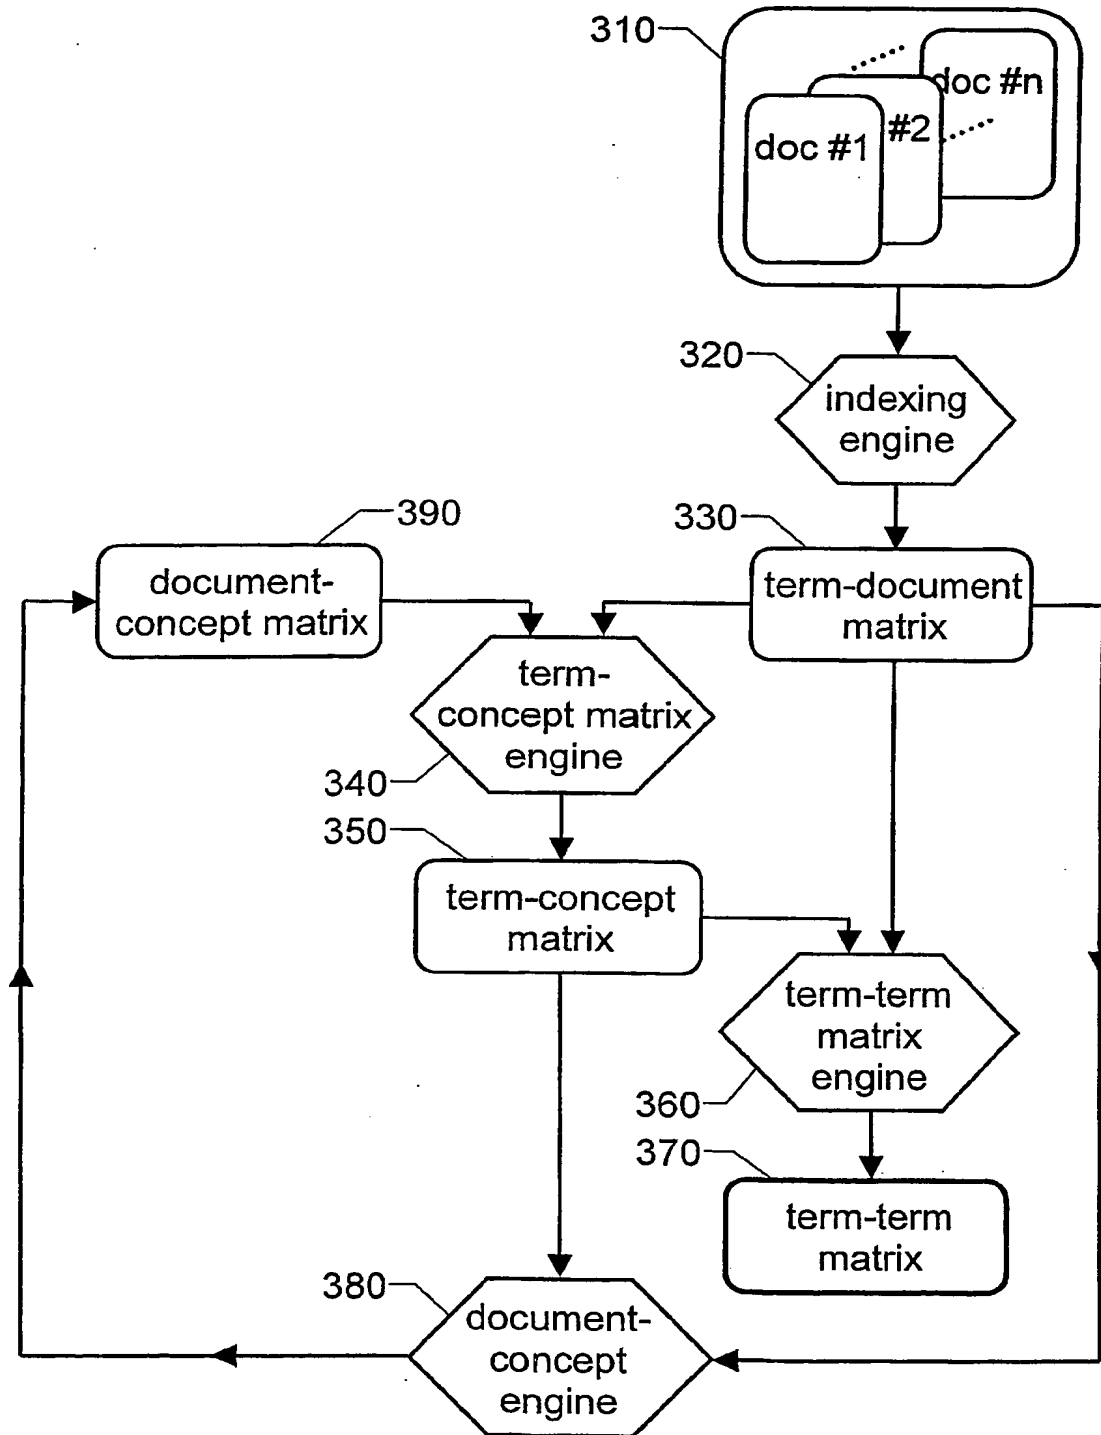 310
doc #n
#2
doc #1
320
indexing
engine
390
330
document-
concept matrix
term-document
matrix
term-
concept matrix
engine
340
350
term-concept
matrix
term-term
matrix
engine
360
370
term-term
matrix
380
document-
concept
engine